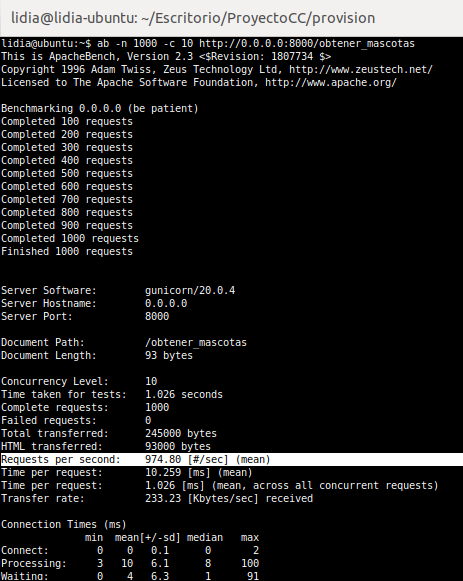 lidia@lidia-ubuntu: ~/Escritorio/ProyectoCC/provision
lidia@ubuntu:~$ ab -n 1000 -c 10 http://0.0.0.0:8000/obtener_mascotas
This is ApacheBench, Version 2.3 <$Revision: 1807734 $>
Copyright 1996 Adam Twiss, Zeus Technology Ltd, http://www.zeustech.net/
Licensed to The Apache Software Foundation, http://www.apache.org/

Benchmarking 0.0.0.0 (be patient)
Completed 100 requests
Completed 200 requests
Completed 300 requests
Completed 400 requests
Completed 500 requests
Completed 600 requests
Completed 700 requests
Completed 800 requests
Completed 900 requests
Completed 1000 requests
Finished 1000 requests

Server Software:        gunicorn/20.0.4
Server Hostname:        0.0.0.0
Server Port:            8000

Document Path:          /obtener_mascotas
Document Length:        93 bytes

Concurrency Level:      10
Time taken for tests:   1.026 seconds
Complete requests:      1000
Failed requests:        0
Total transferred:      245000 bytes
HTML transferred:       93000 bytes
Requests per second:    974.80 [#/sec] (mean)
Time per request:       10.259 [ms] (mean)
Time per request:       1.026 [ms] (mean, across all concurrent requests)
Transfer rate:          233.23 [Kbytes/sec] received

Connection Times (ms)
              min  mean[+/-sd] median   max
Connect:        0    0   0.1      0       2
Processing:     3   10   6.1      8     100
Waiting:        0    4   6.3      1      91